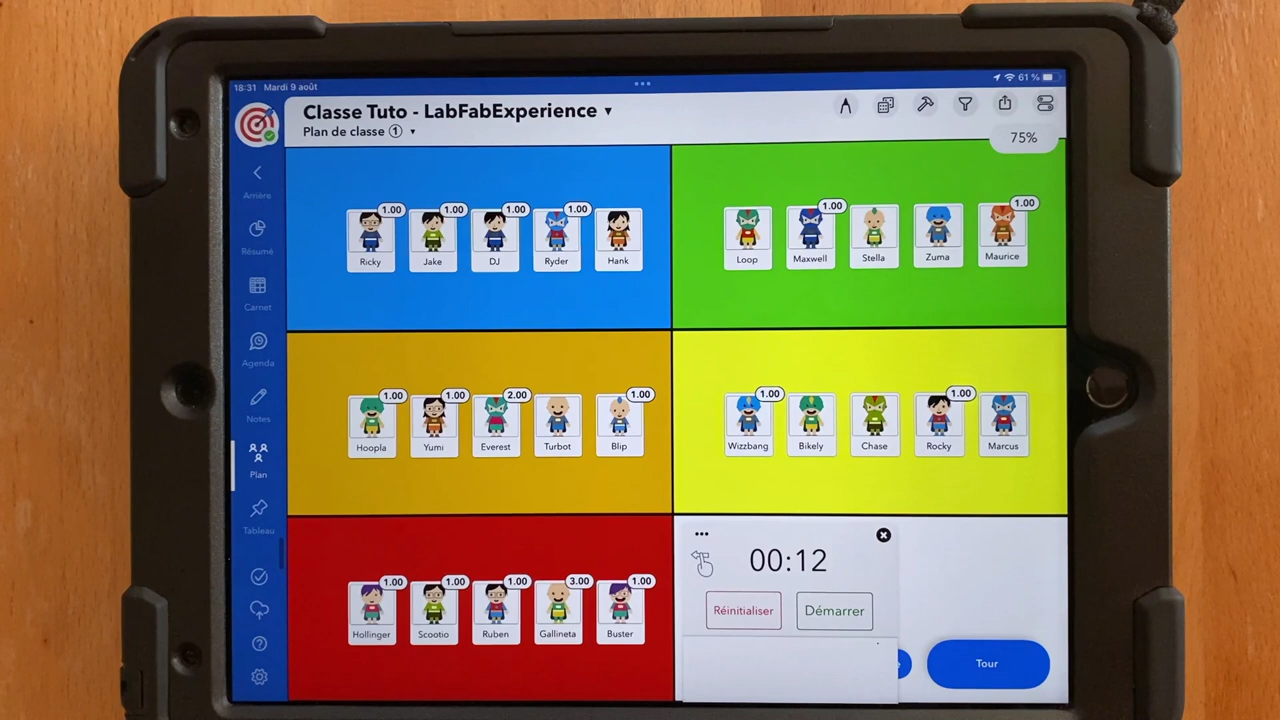 18:31 Mardi 9 août
61 %
Classe Tuto - LabFabExperience
Plan de classe 1
75%
Arrière
Résumé
Carnet
Agenda
Notes
Plan
Tableau
1.00 1.00 1.00 1.00
Ricky Jake DJ Ryder Hank
1.00 1.00
Loop Maxwell Stella Zuma Maurice
1.00 1.00 2.00 1.00
Hoopla Yumi Everest Turbot Blip
1.00 1.00
Wizzbang Bikely Chase Rocky Marcus
1.00 1.00 1.00 3.00 1.00
Hollinger Scootio Ruben Gallineta Buster
00:12
Réinitialiser Démarrer
Tour